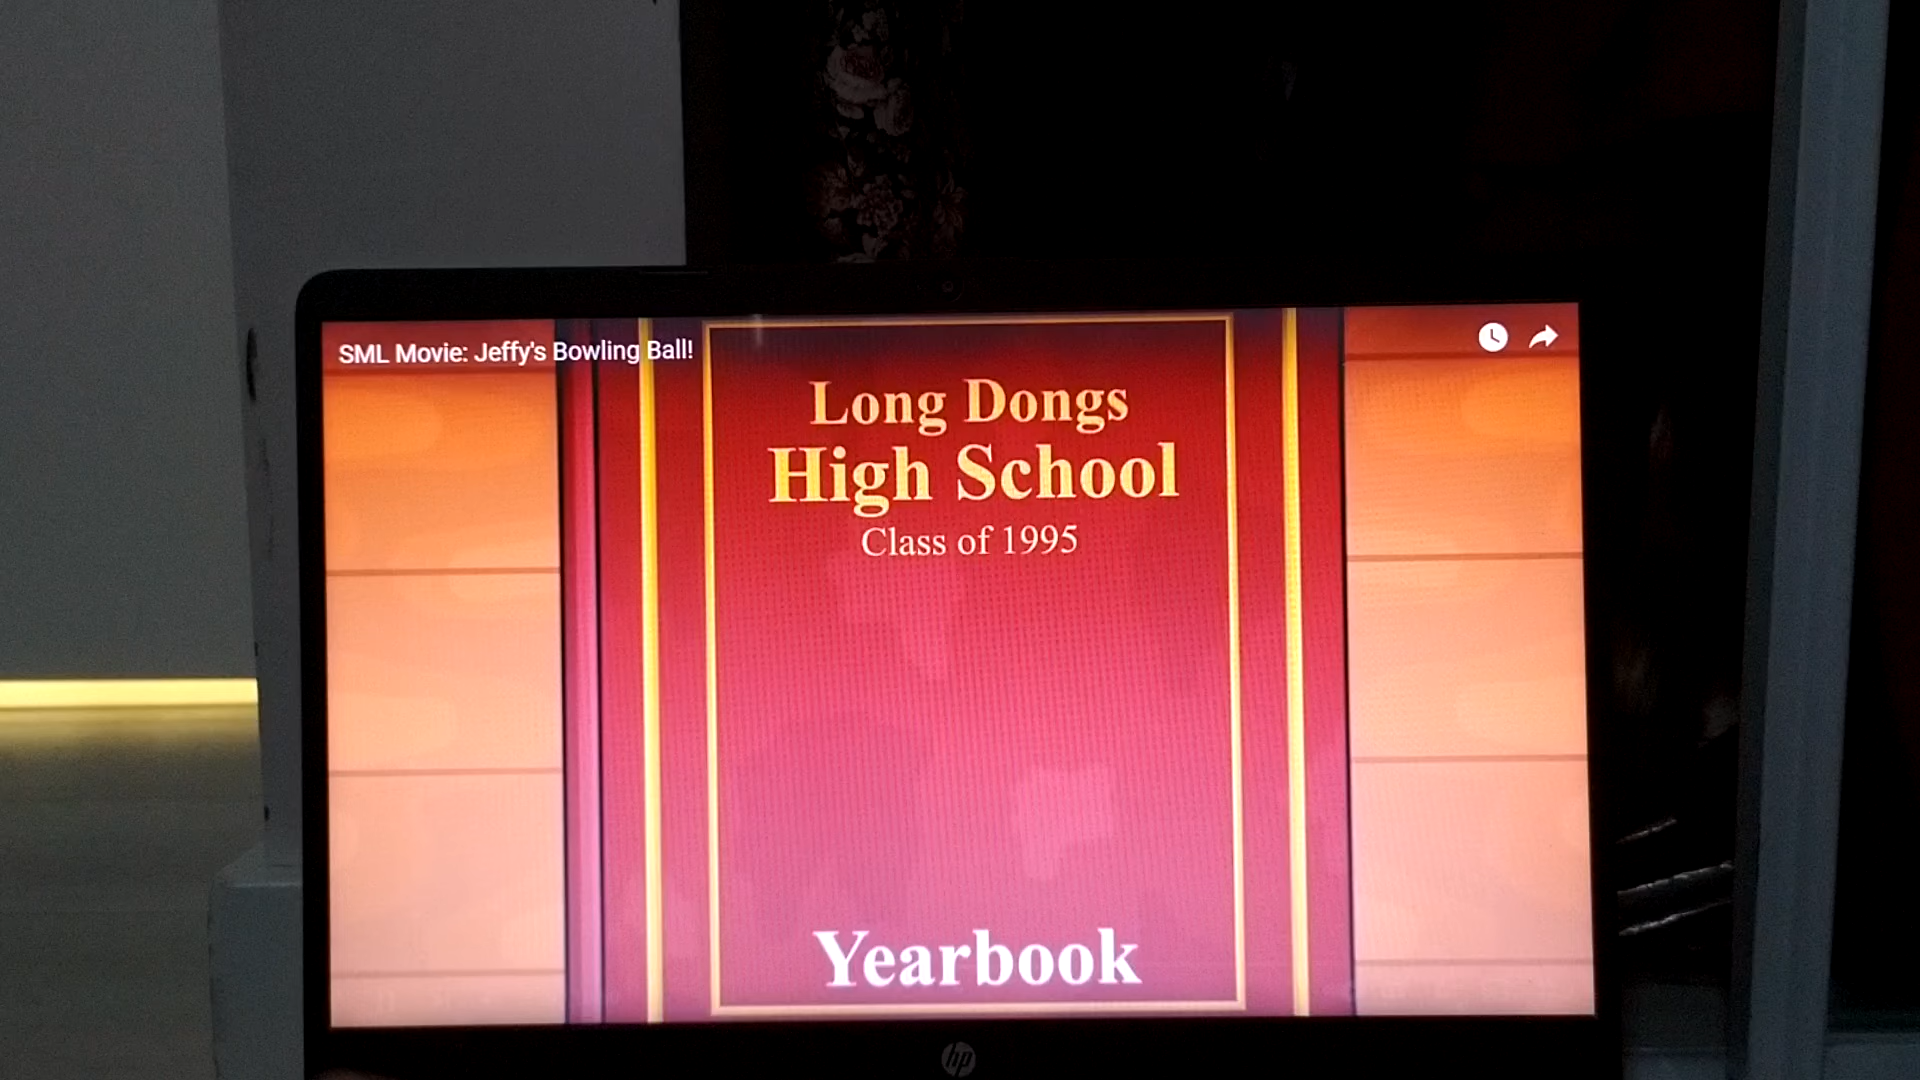 SML Movie: Jeffy's Bowling Ball!
Long Dongs
High School
Class of 1995
Yearbook
hp